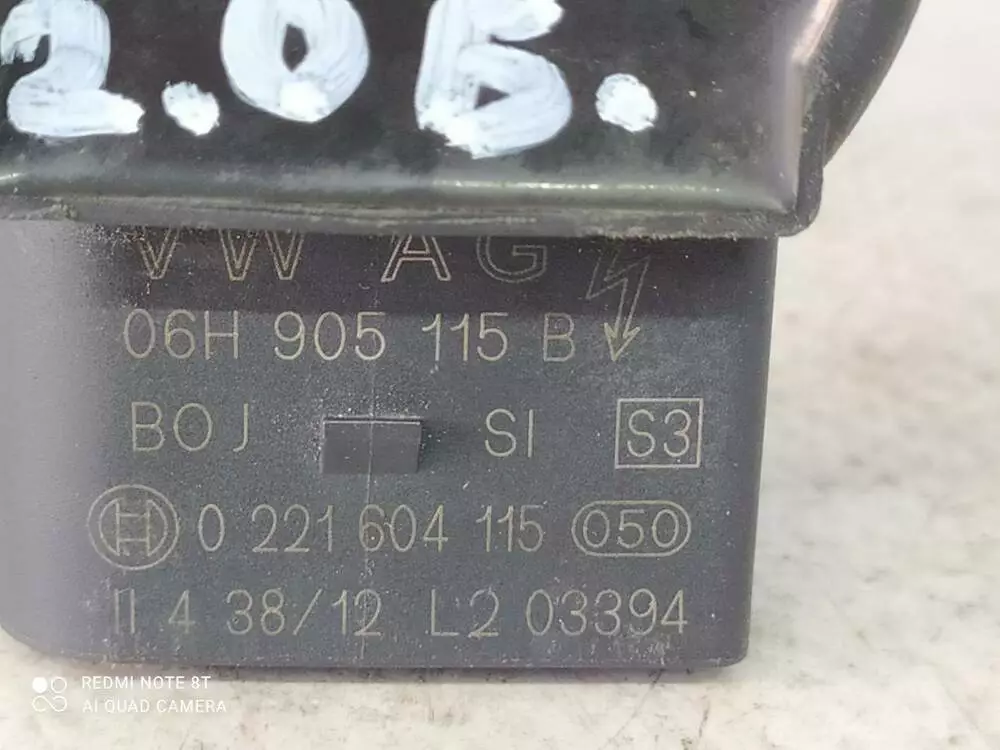 2.0Б.
VW AG
06H 905 115 B
BOJ SI S3
H 0 221 604 115 050
II 4 38/12 L2 03394
REDMI NOTE 8T
AI QUAD CAMERA